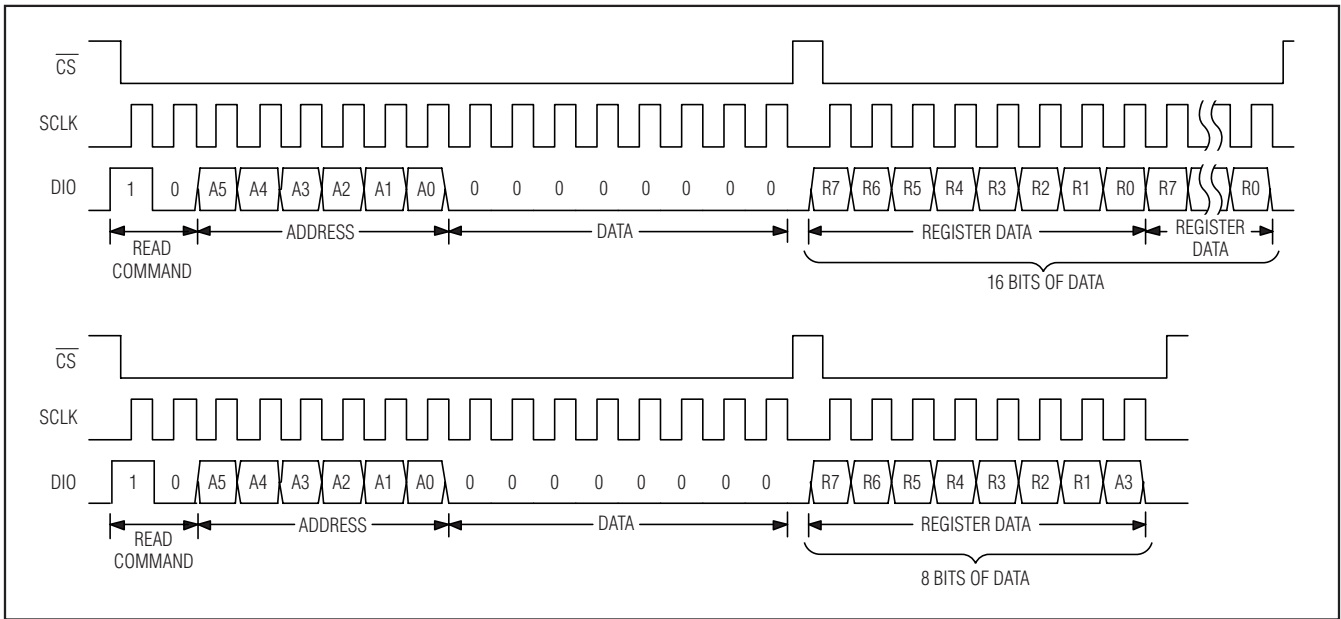 CS
SCLK
DIO 1 0 A5 A4 A3 A2 A1 A0 0 0 0 0 0 0 0 0 R7 R6 R5 R4 R3 R2 R1 R0 R7 R0
READ COMMAND
ADDRESS
DATA
REGISTER DATA
REGISTER DATA
16 BITS OF DATA
CS
SCLK
DIO 1 0 A5 A4 A3 A2 A1 A0 0 0 0 0 0 0 0 0 R7 R6 R5 R4 R3 R2 R1 A3
READ COMMAND
ADDRESS
DATA
REGISTER DATA
8 BITS OF DATA